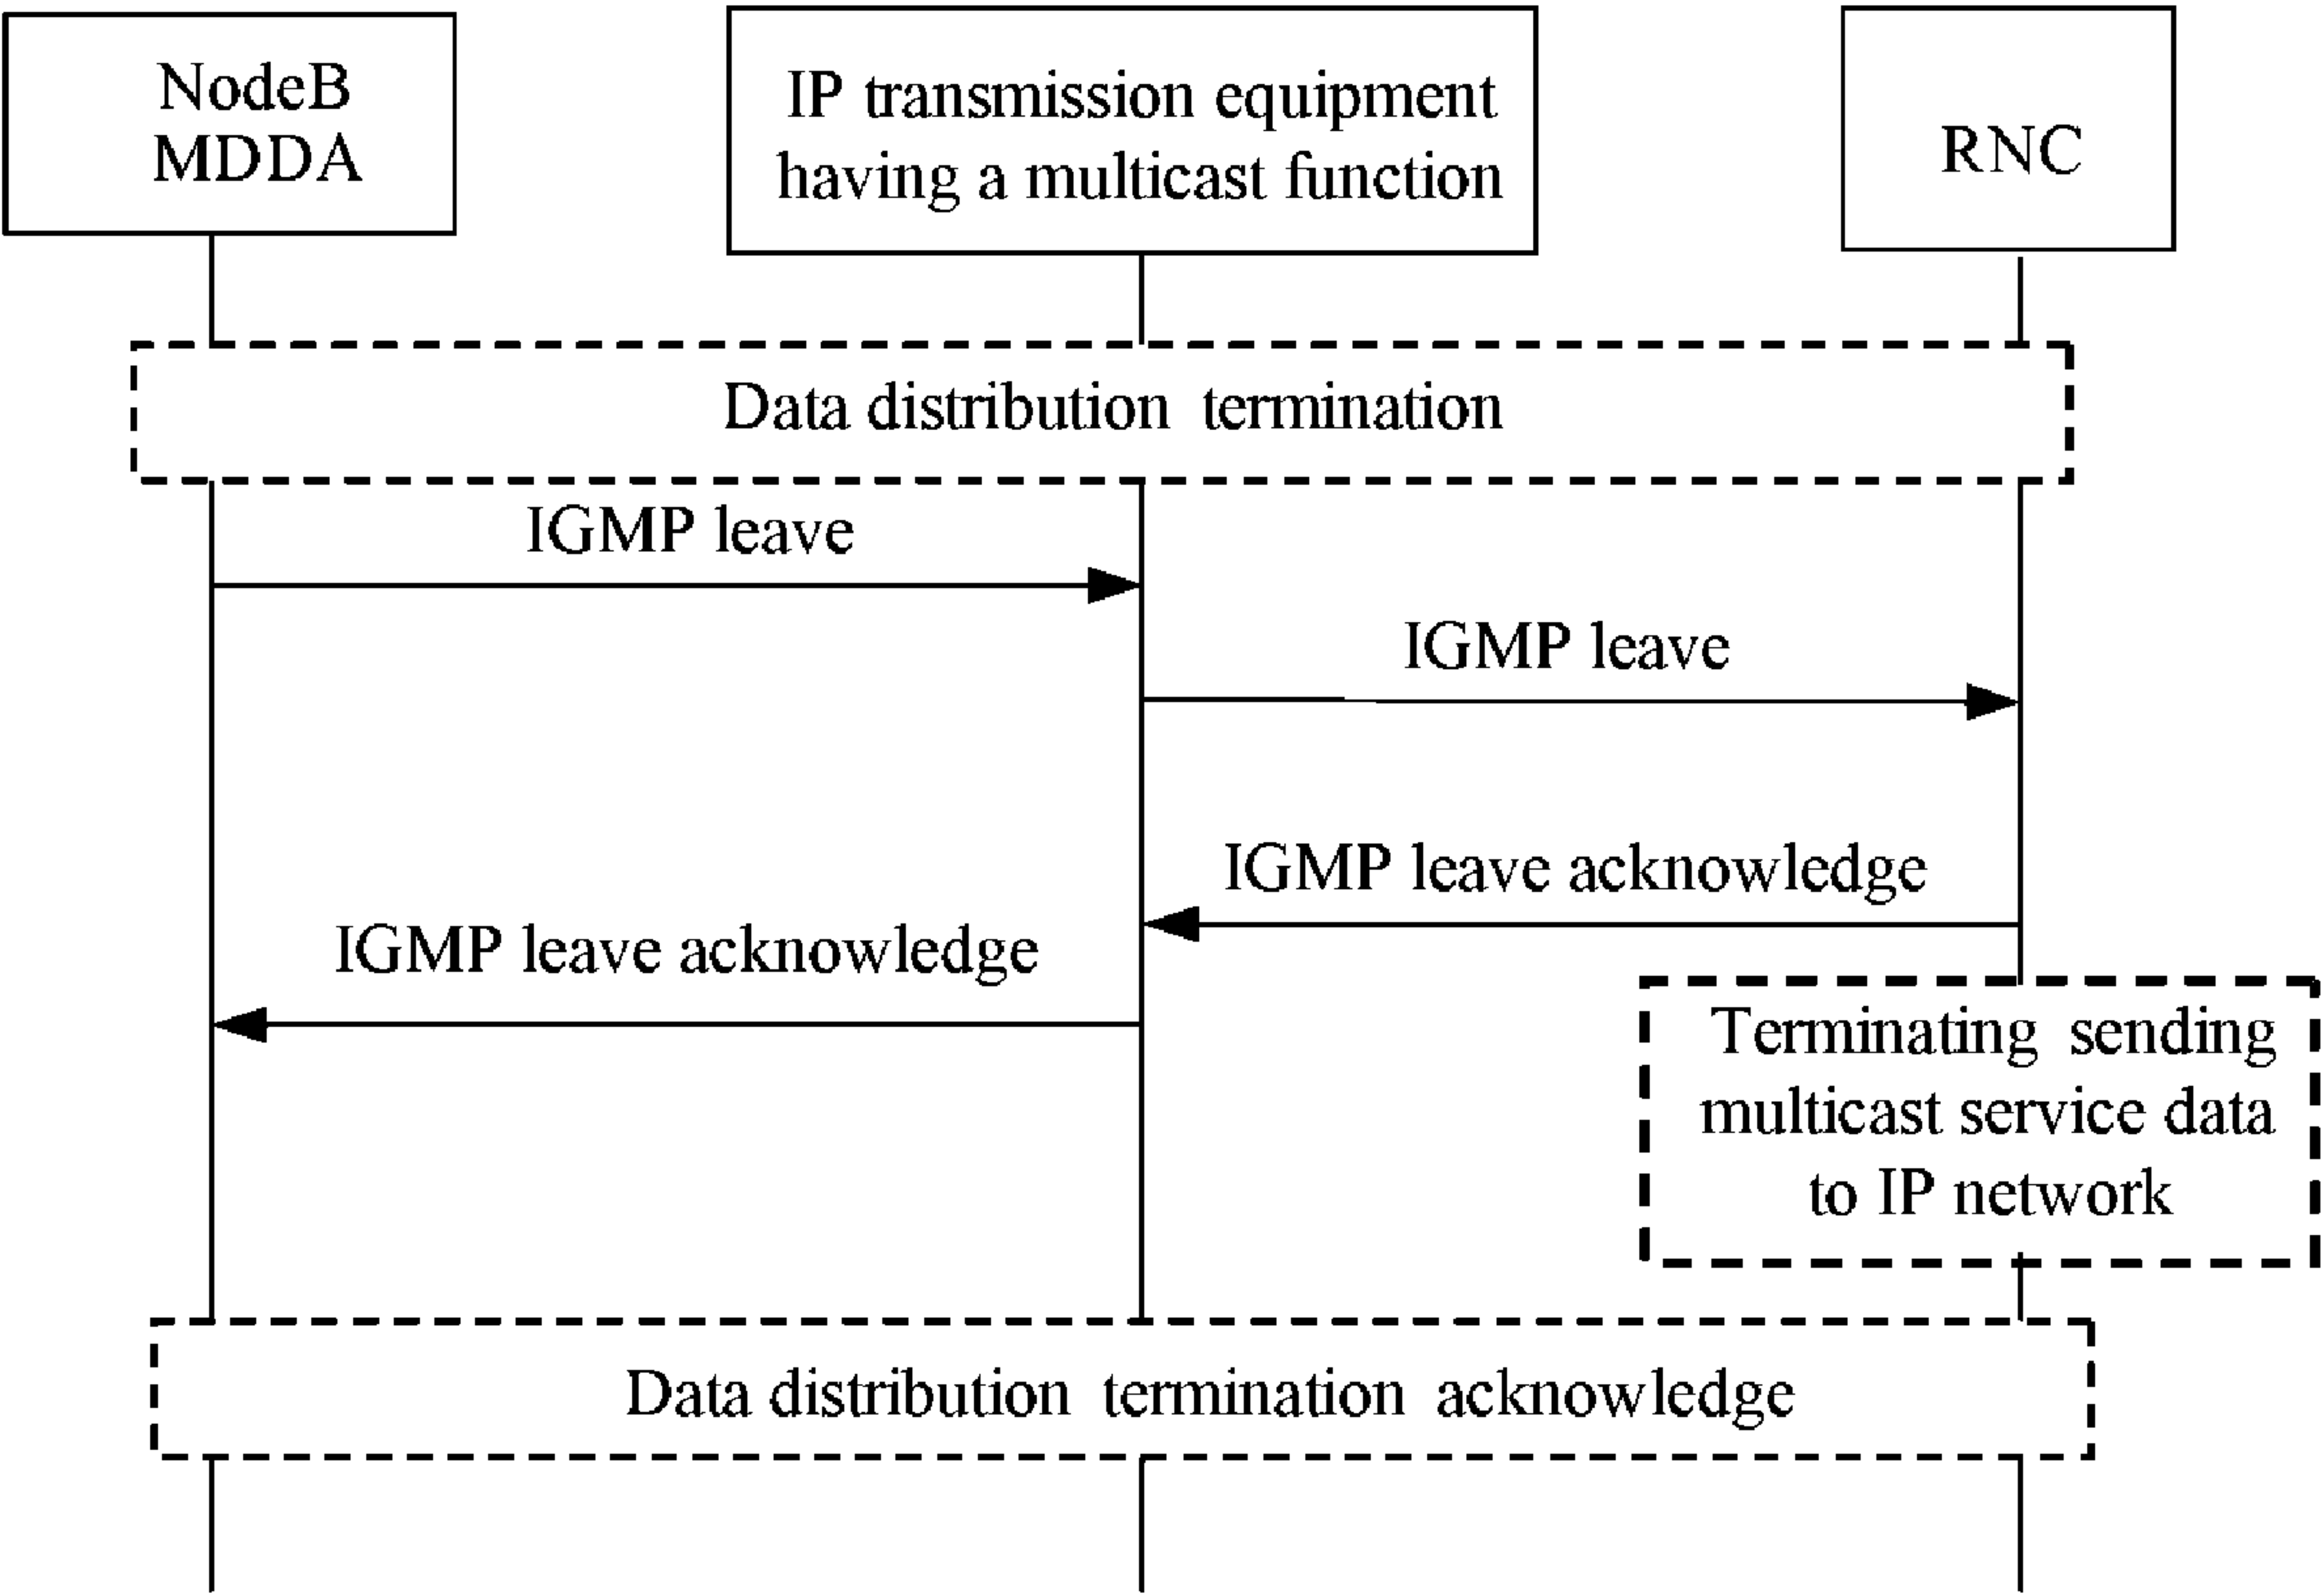 NodeB
MDDA
IP transmission equipment
having a multicast function
RNC
Data distribution termination
IGMP leave
IGMP leave
IGMP leave acknowledge
IGMP leave acknowledge
Terminating sending
multicast service data
to IP network
Data distribution termination acknowledge